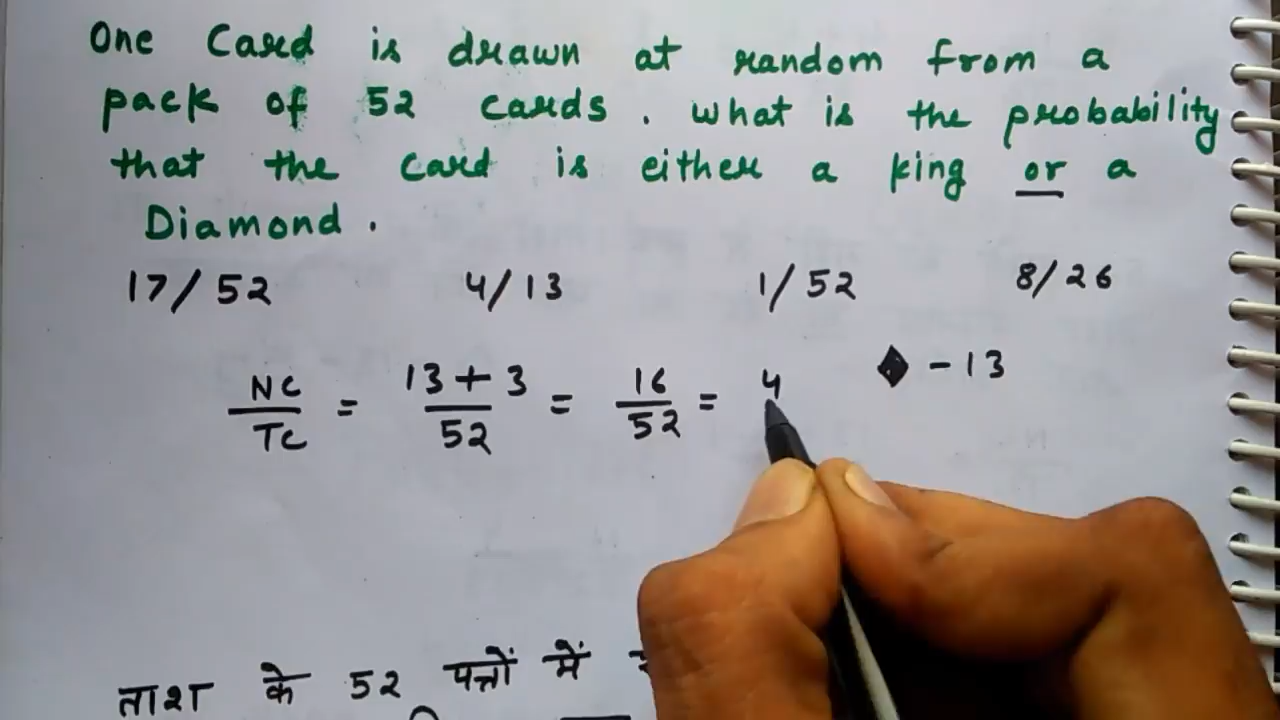 One Card is drawn at random from a
pack of 52 cards. what is the probability
that the card is either a king or a
Diamond.
17/52 4/13 1/52 8/26
NC/TC = 13+3/52 = 16/52 = 4 ♦-13
ताश के 52 पत्तों में